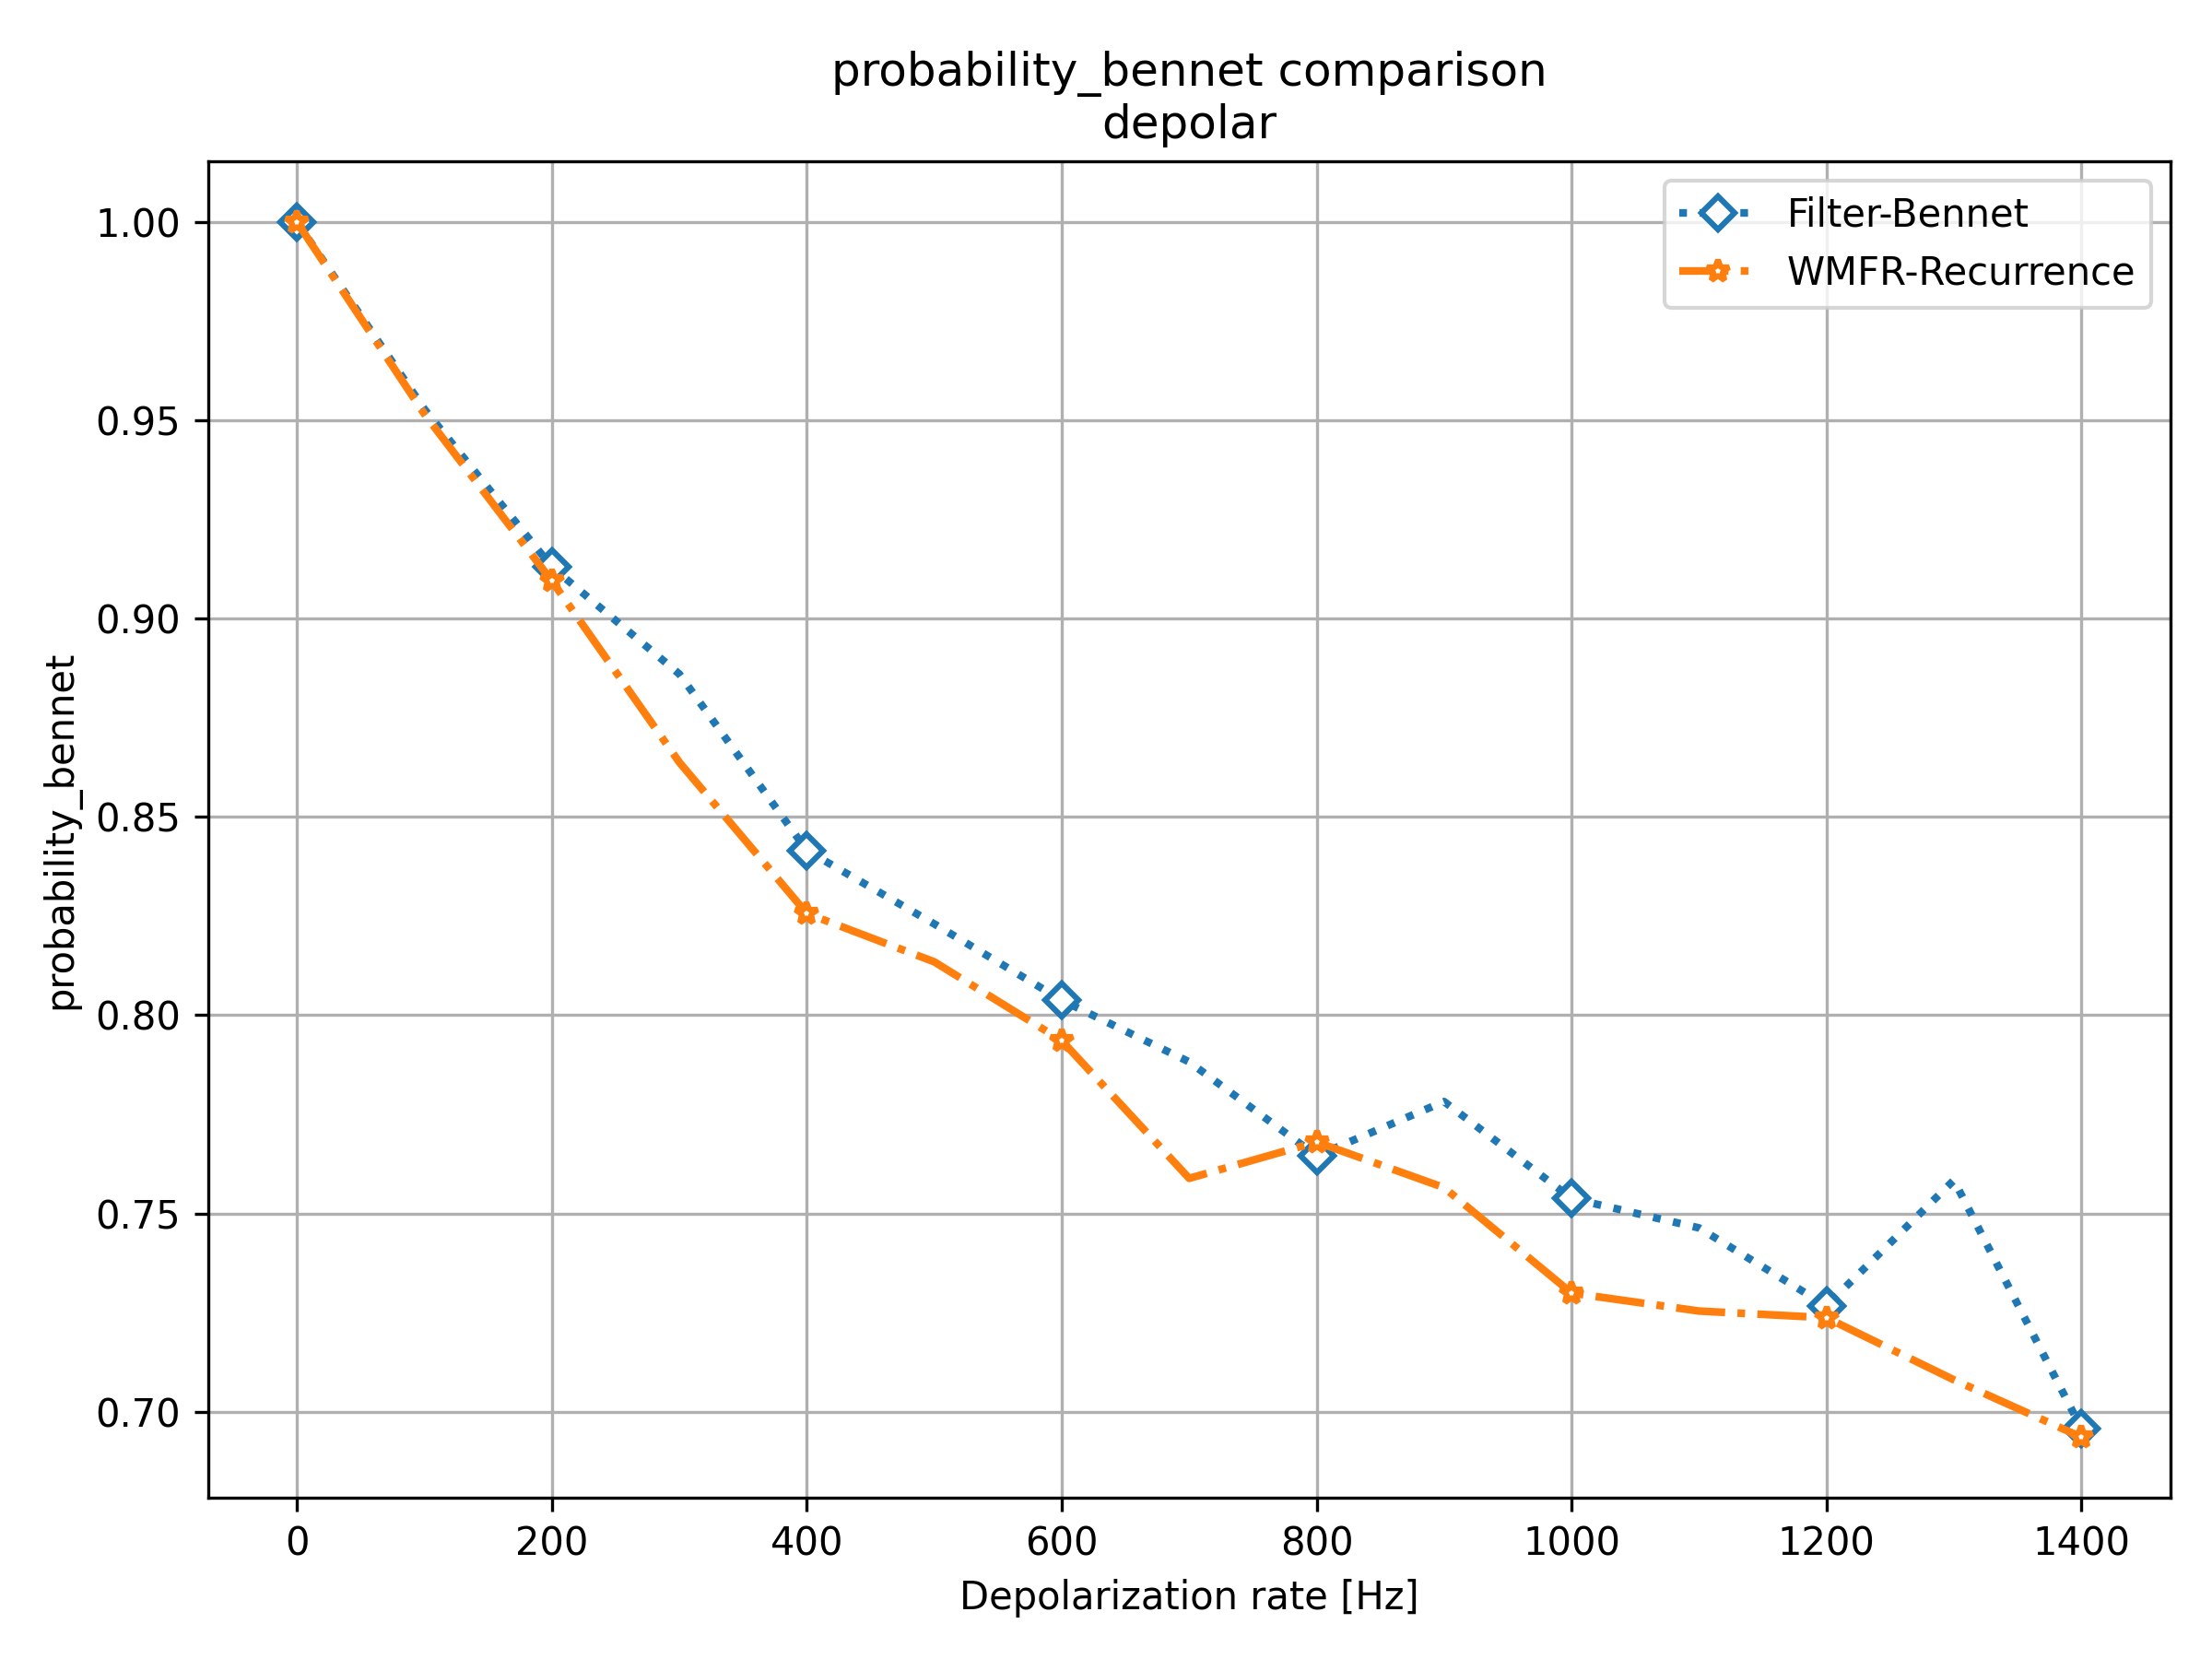 probability_bennet comparison
depolar
Filter-Bennet
WMFR-Recurrence
probability_bennet
1.00
0.95
0.90
0.85
0.80
0.75
0.70
0 200 400 600 800 1000 1200 1400
Depolarization rate [Hz]